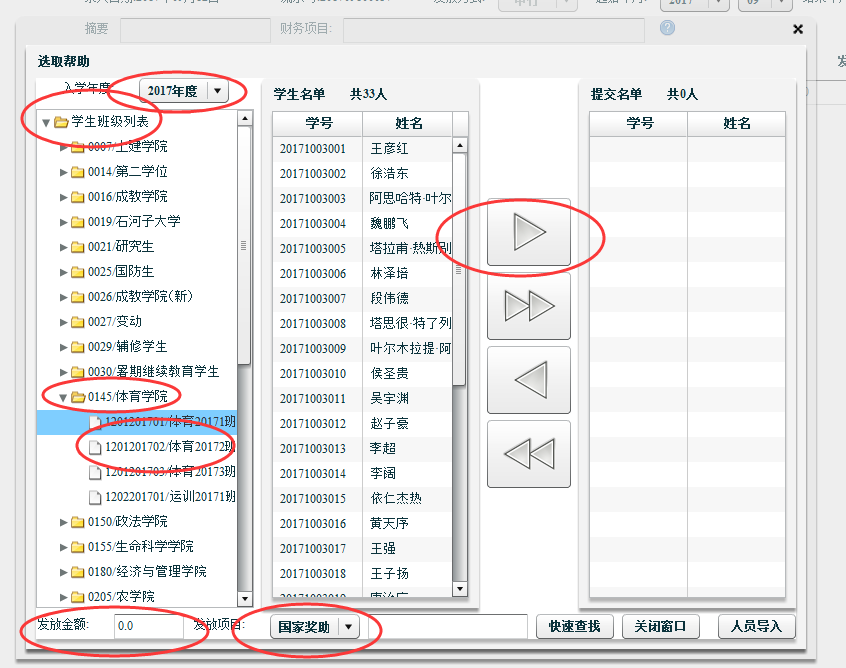 摘要 财务项目:
选取帮助
入学年度 2017年度
学生班级列表
0007/土建学院
0014/第二学位
0016/成教学院
0019/石河子大学
0021/研究生
0025/国防生
0026/成教学院(新)
0027/变动
0029/辅修学生
0030/暑期继续教育学生
0145/体育学院
1201201701/体育20171班
1201201702/体育20172班
1201201703/体育20173班
1202201701/运训20171班
0150/政法学院
0155/生命科学学院
0180/经济与管理学院
0205/农学院
学生名单 共33人
学号 姓名
20171003001 王彦红
20171003002 徐浩东
20171003003 阿思哈特·叶尔
20171003004 魏鹏飞
20171003005 塔拉甫·热斯别
20171003006 林泽培
20171003007 段伟德
20171003008 塔思很·特了列
20171003009 叶尔木拉提·阿
20171003010 侯圣贵
20171003011 吴宇渊
20171003012 赵子豪
20171003013 李超
20171003014 李阔
20171003015 依仁杰热
20171003016 黄天序
20171003017 王强
20171003018 王子扬
提交名单 共0人
学号 姓名
发放金额: 0.0 发放项目: 国家奖助 快速查找 关闭窗口 人员导入